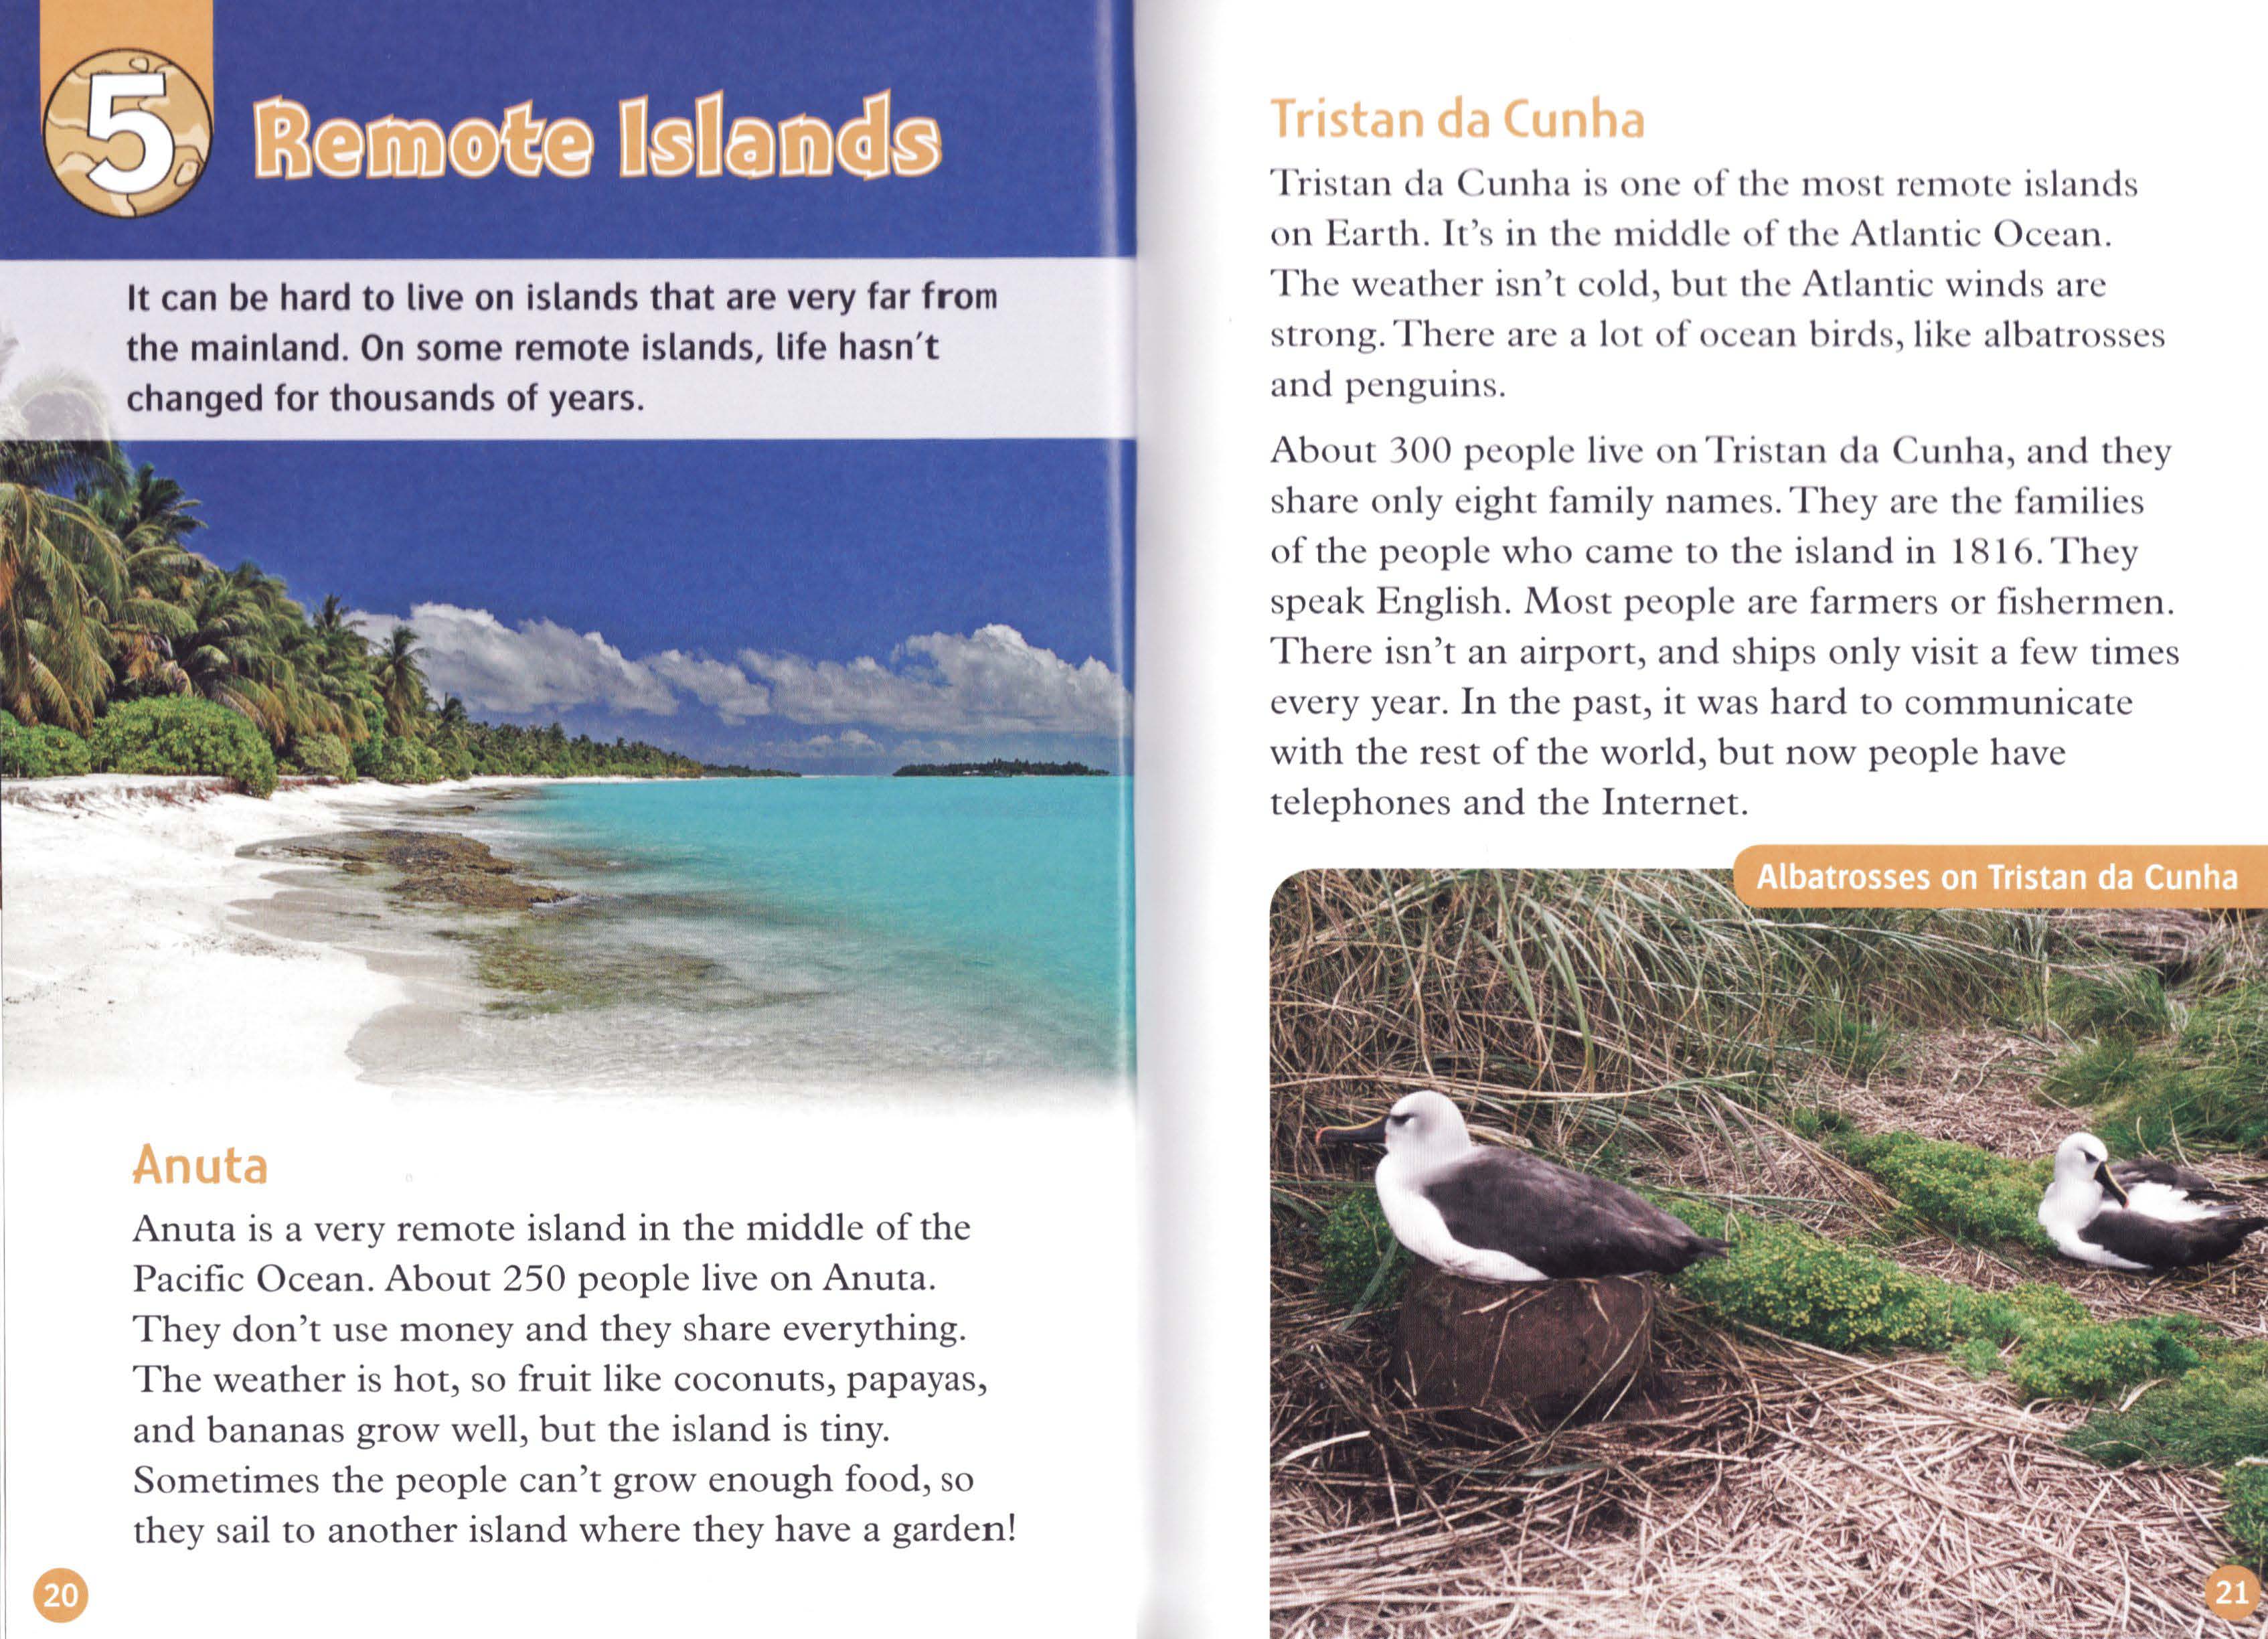 5
Remote Islands
It can be hard to live on islands that are very far from
the mainland. On some remote islands, life hasn't
changed for thousands of years.
Anuta
Anuta is a very remote island in the middle of the
Pacific Ocean. About 250 people live on Anuta.
They don't use money and they share everything.
The weather is hot, so fruit like coconuts, papayas,
and bananas grow well, but the island is tiny.
Sometimes the people can't grow enough food, so
they sail to another island where they have a garden!
20
Tristan da Cunha
Tristan da Cunha is one of the most remote islands
on Earth. It's in the middle of the Atlantic Ocean.
The weather isn't cold, but the Atlantic winds are
strong. There are a lot of ocean birds, like albatrosses
and penguins.
About 300 people live on Tristan da Cunha, and they
share only eight family names. They are the families
of the people who came to the island in 1816. They
speak English. Most people are farmers or fishermen.
There isn't an airport, and ships only visit a few times
every year. In the past, it was hard to communicate
with the rest of the world, but now people have
telephones and the Internet.
Albatrosses on Tristan da Cunha
21